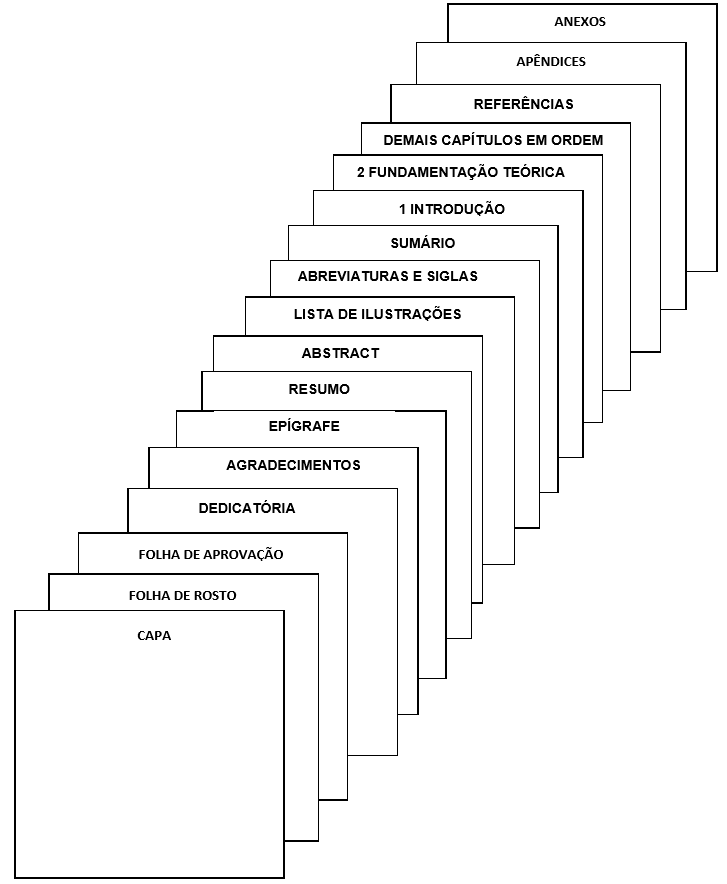 ANEXOS
APÊNDICES
REFERÊNCIAS
DEMAIS CAPÍTULOS EM ORDEM
2 FUNDAMENTAÇÃO TEÓRICA
1 INTRODUÇÃO
SUMÁRIO
ABREVIATURAS E SIGLAS
LISTA DE ILUSTRAÇÕES
ABSTRACT
RESUMO
EPÍGRAFE
AGRADECIMENTOS
DEDICATÓRIA
FOLHA DE APROVAÇÃO
FOLHA DE ROSTO
CAPA